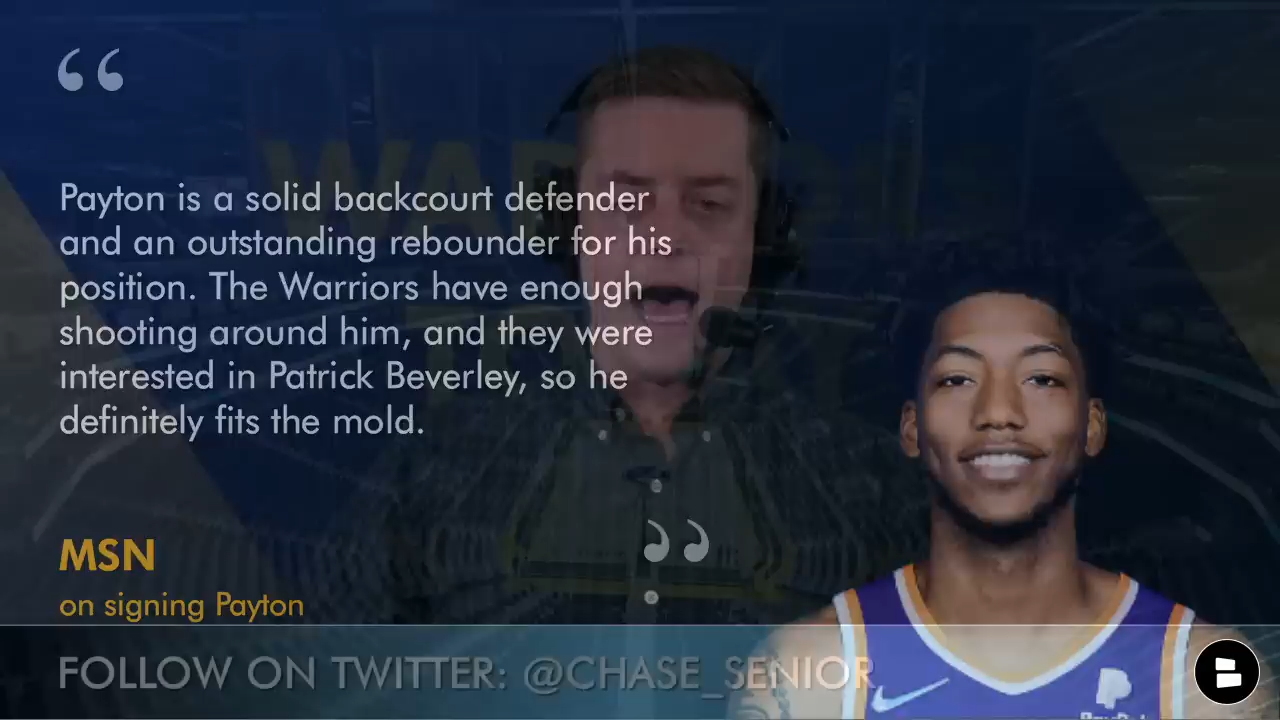 “
Payton is a solid backcourt defender
and an outstanding rebounder for his
position. The Warriors have enough
shooting around him, and they were
interested in Patrick Beverley, so he
definitely fits the mold.
”
MSN
on signing Payton
FOLLOW ON TWITTER: @CHASE_SENIOR
PayPal